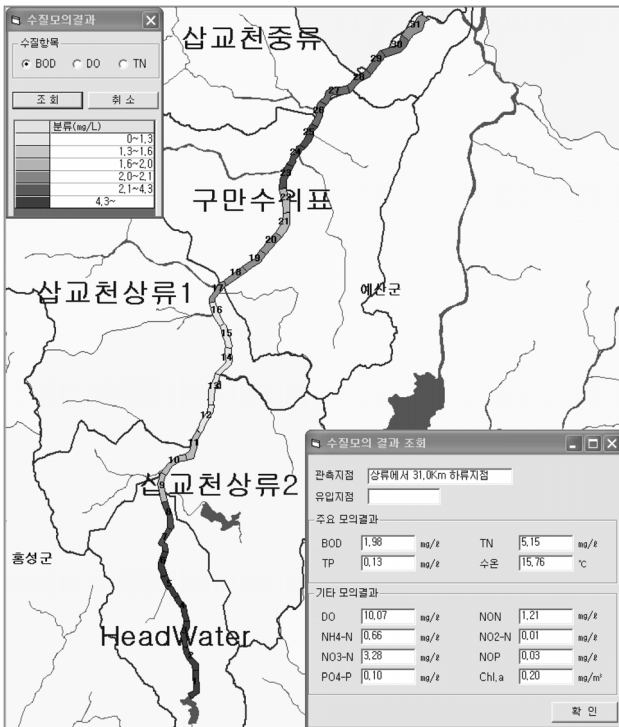 수질모의결과
수질항목
BOD DO TN
조 회 취 소
분류(mg/L)
0~1,3
1,3~1,6
1,6~2,0
2,0~2,1
2,1~4,3
4,3~
삽교천중류
31
30
29
28
27
26
25
24
23
구만수위표
22
21
20
19
18
17
삽교천상류1
예산군
16
15
14
13
12
11
10
삽교천상류2
9
홍성군
HeadWater
수질모의 결과 조회
관측지점 상류에서 31,0Km 하류지점
유입지점
주요 모의결과
BOD 1,98 mg/ℓ TN 5,15 mg/ℓ
TP 0,13 mg/ℓ 수온 15,76 ℃
기타 모의결과
DO 10,07 mg/ℓ NON 1,21 mg/ℓ
NH4-N 0,66 mg/ℓ NO2-N 0,01 mg/ℓ
NO3-N 3,28 mg/ℓ NOP 0,03 mg/ℓ
PO4-P 0,10 mg/ℓ Chl,a 0,20 mg/m²
확 인